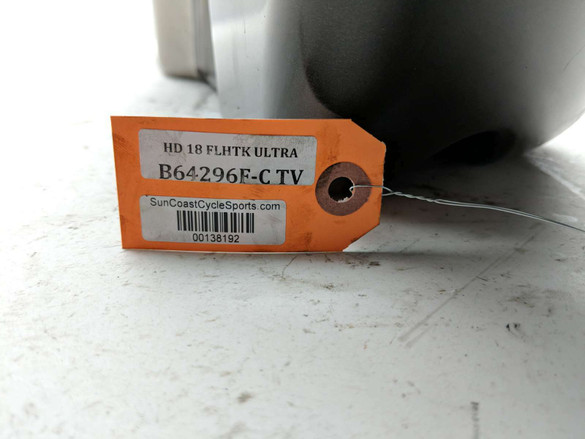 HD 18 FLHTK ULTRA
B64296F-C TV
SunCoastCycleSports.com
00138192